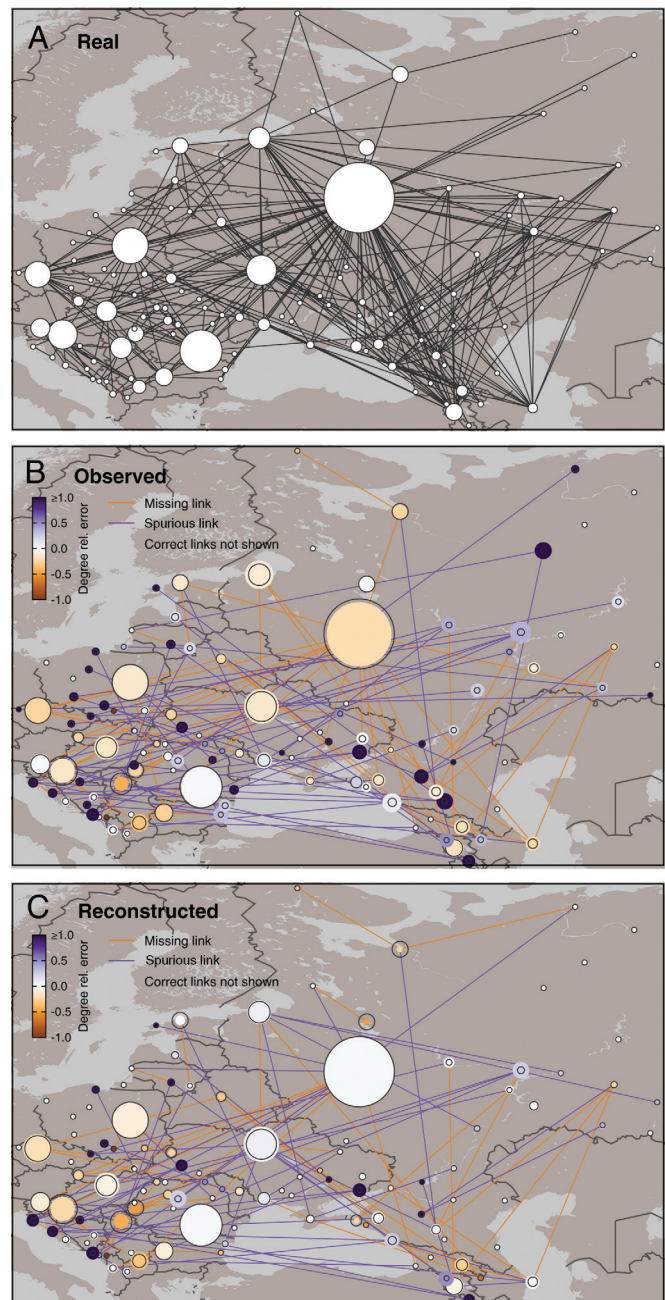 A Real
B Observed
≥1.0
0.5
0.0
-0.5
-1.0
Degree rel. error
Missing link
Spurious link
Correct links not shown
C Reconstructed
≥1.0
0.5
0.0
-0.5
-1.0
Degree rel. error
Missing link
Spurious link
Correct links not shown